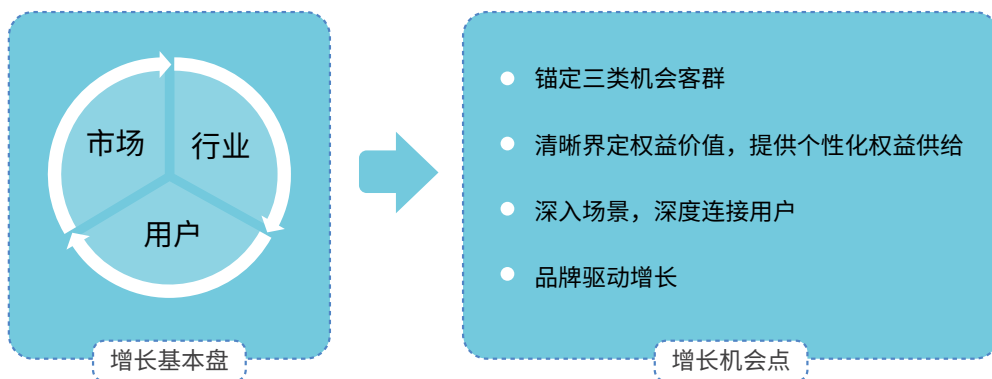 市场
行业
用户
增长基本盘
锚定三类机会客群
清晰界定权益价值，提供个性化权益供给
深入场景，深度连接用户
品牌驱动增长
增长机会点